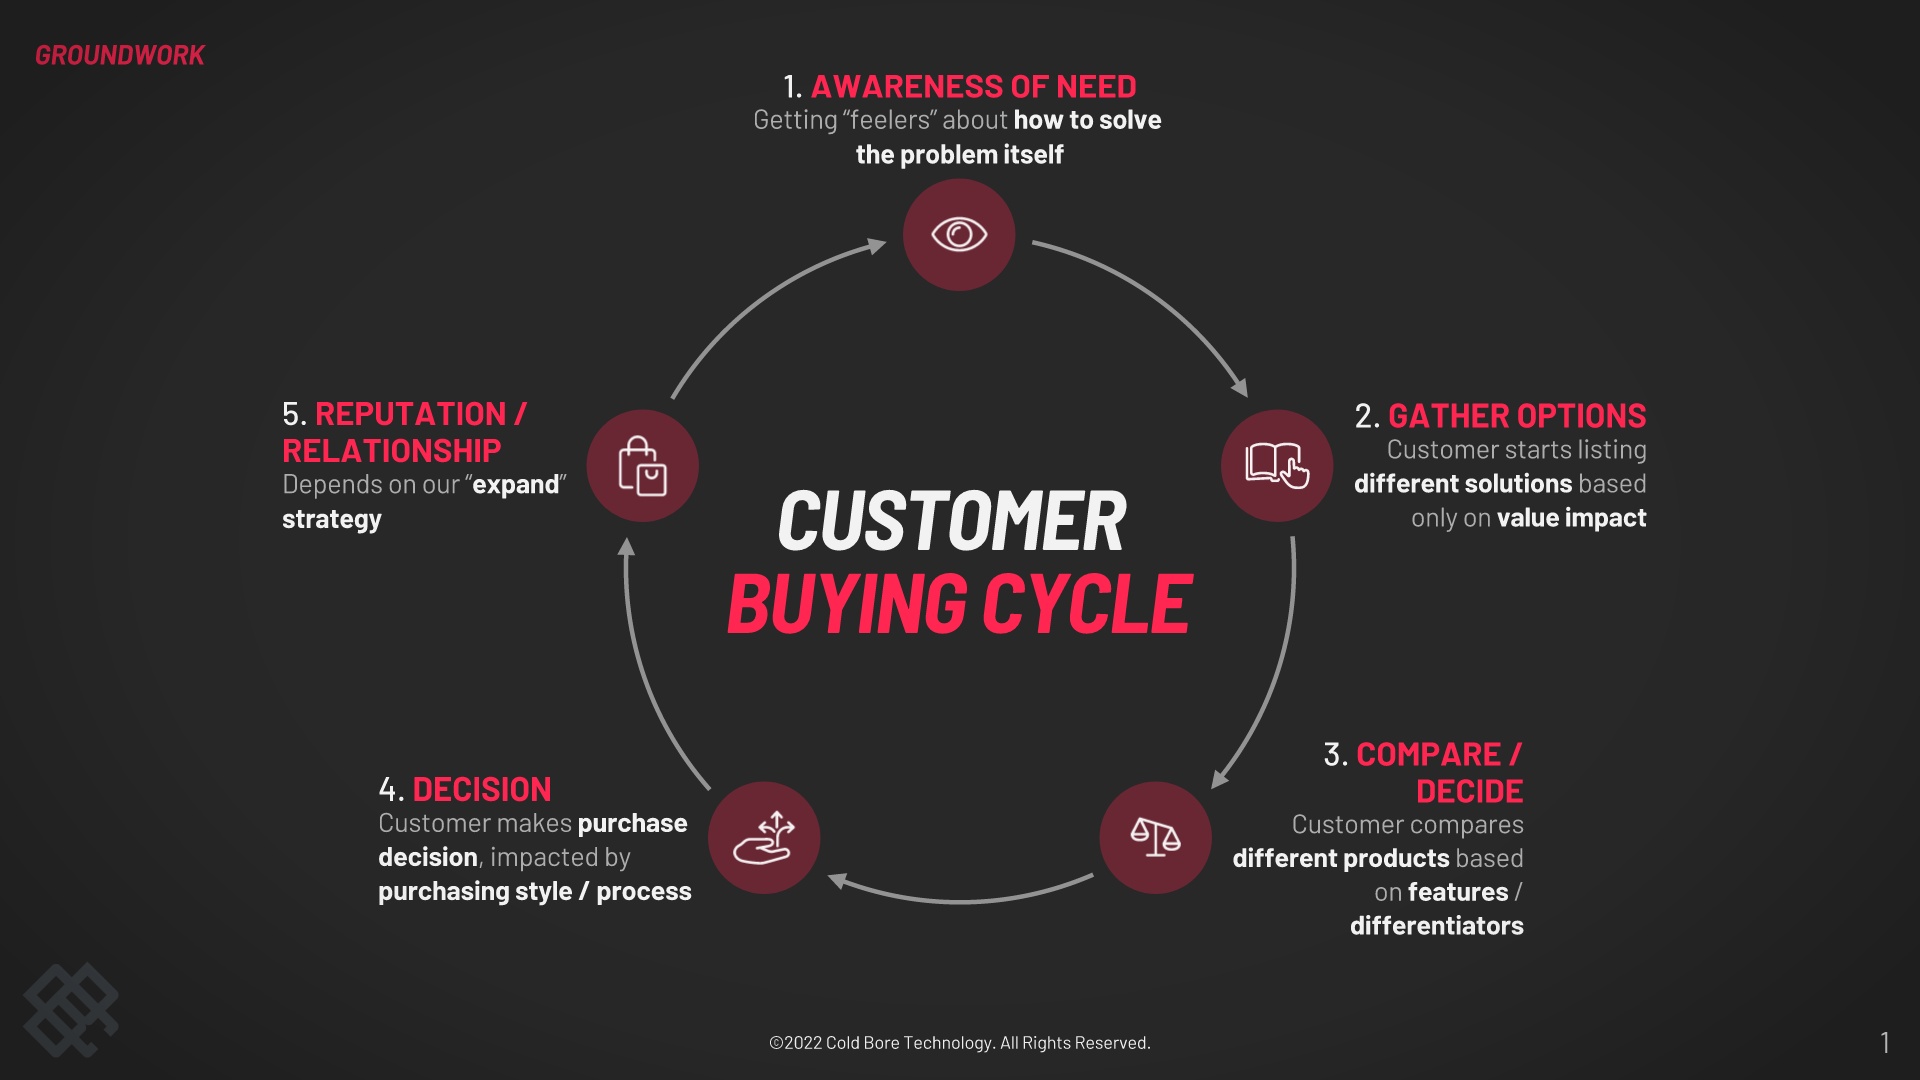 GROUNDWORK
1. AWARENESS OF NEED
Getting “feelers” about how to solve
the problem itself
2. GATHER OPTIONS
Customer starts listing
different solutions based
only on value impact
3. COMPARE /
DECIDE
Customer compares
different products based
on features /
differentiators
4. DECISION
Customer makes purchase
decision, impacted by
purchasing style / process
5. REPUTATION /
RELATIONSHIP
Depends on our “expand”
strategy
CUSTOMER
BUYING CYCLE
©2022 Cold Bore Technology. All Rights Reserved.
1